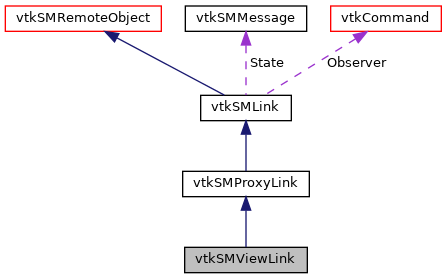 vtkSMRemoteObject
vtkSMMessage
vtkCommand
State
Observer
vtkSMLink
vtkSMProxyLink
vtkSMViewLink